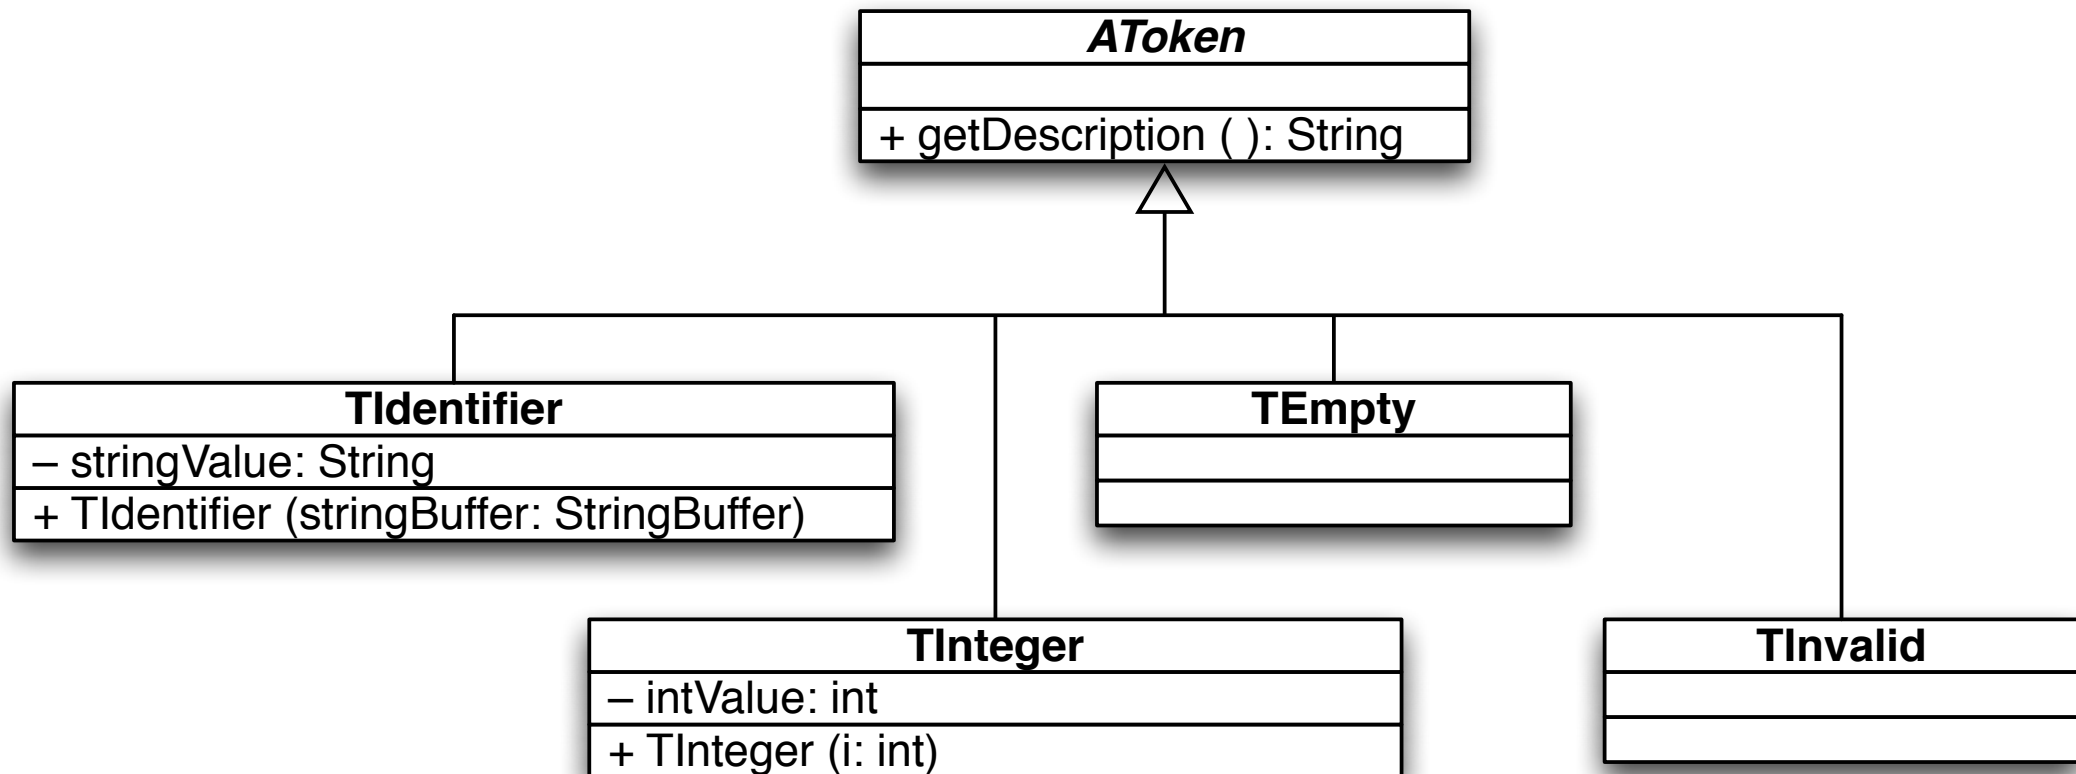 AToken
+ getDescription ( ): String
TIdentifier
– stringValue: String
+ TIdentifier (stringBuffer: StringBuffer)
TEmpty
TInteger
– intValue: int
+ TInteger (i: int)
TInvalid